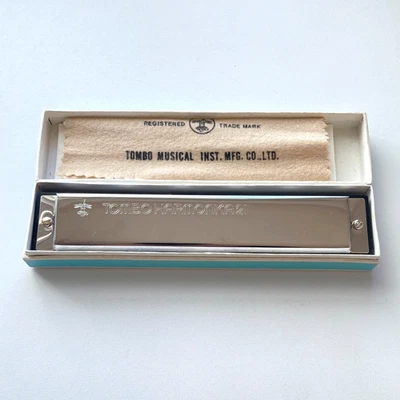 REGISTERED TRADE MARK
TOMBO MUSICAL INST. MFG. CO., LTD.
TOMBO HARMONICA